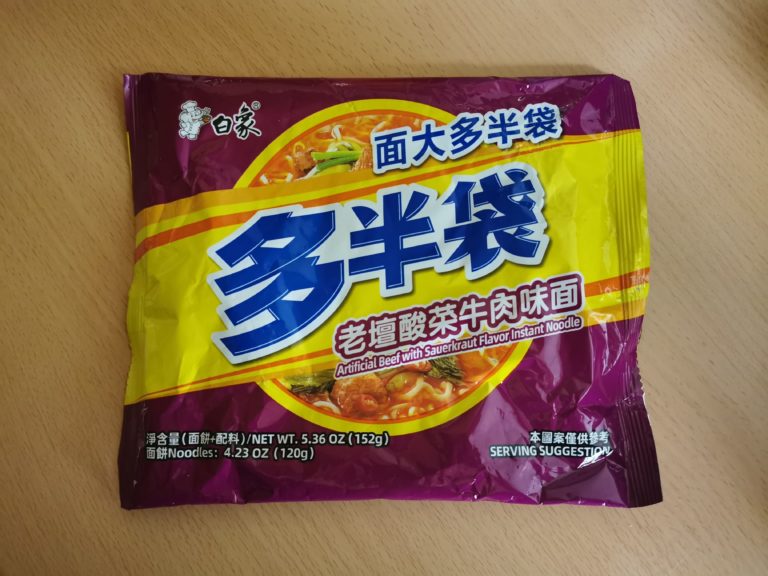 白象®
面大多半袋
多半袋
老壇酸菜牛肉味面
Artificial Beef with Sauerkraut Flavor Instant Noodle
淨含量(面餅+配料)/NET WT. 5.36 OZ (152g)
面餅Noodles: 4.23 OZ (120g)
本圖案僅供參考
SERVING SUGGESTION